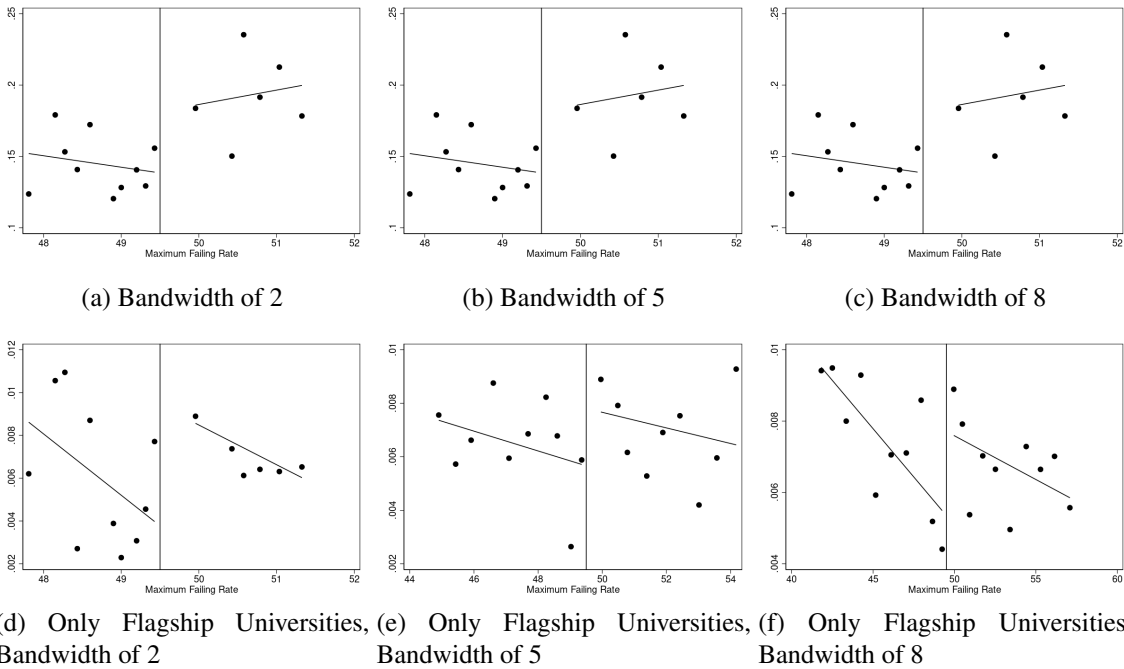 .25
.2
.15
.1
48 49 50 51 52
Maximum Failing Rate
(a) Bandwidth of 2
.25
.2
.15
.1
48 49 50 51 52
Maximum Failing Rate
(b) Bandwidth of 5
.25
.2
.15
.1
48 49 50 51 52
Maximum Failing Rate
(c) Bandwidth of 8
.012
.01
.008
.006
.004
.002
48 49 50 51 52
Maximum Failing Rate
(d) Only Flagship Universities,
Bandwidth of 2
.01
.008
.006
.004
.002
44 46 48 50 52 54
Maximum Failing Rate
(e) Only Flagship Universities,
Bandwidth of 5
.01
.008
.006
.004
40 45 50 55 60
Maximum Failing Rate
(f) Only Flagship Universities
Bandwidth of 8